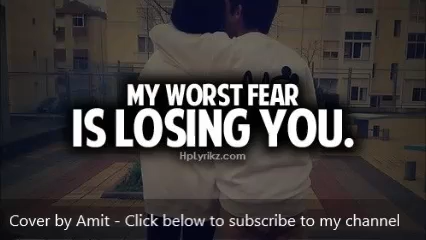 MY WORST FEAR
IS LOSING YOU.
HpLyrikz.com
Cover by Amit - Click below to subscribe to my channel